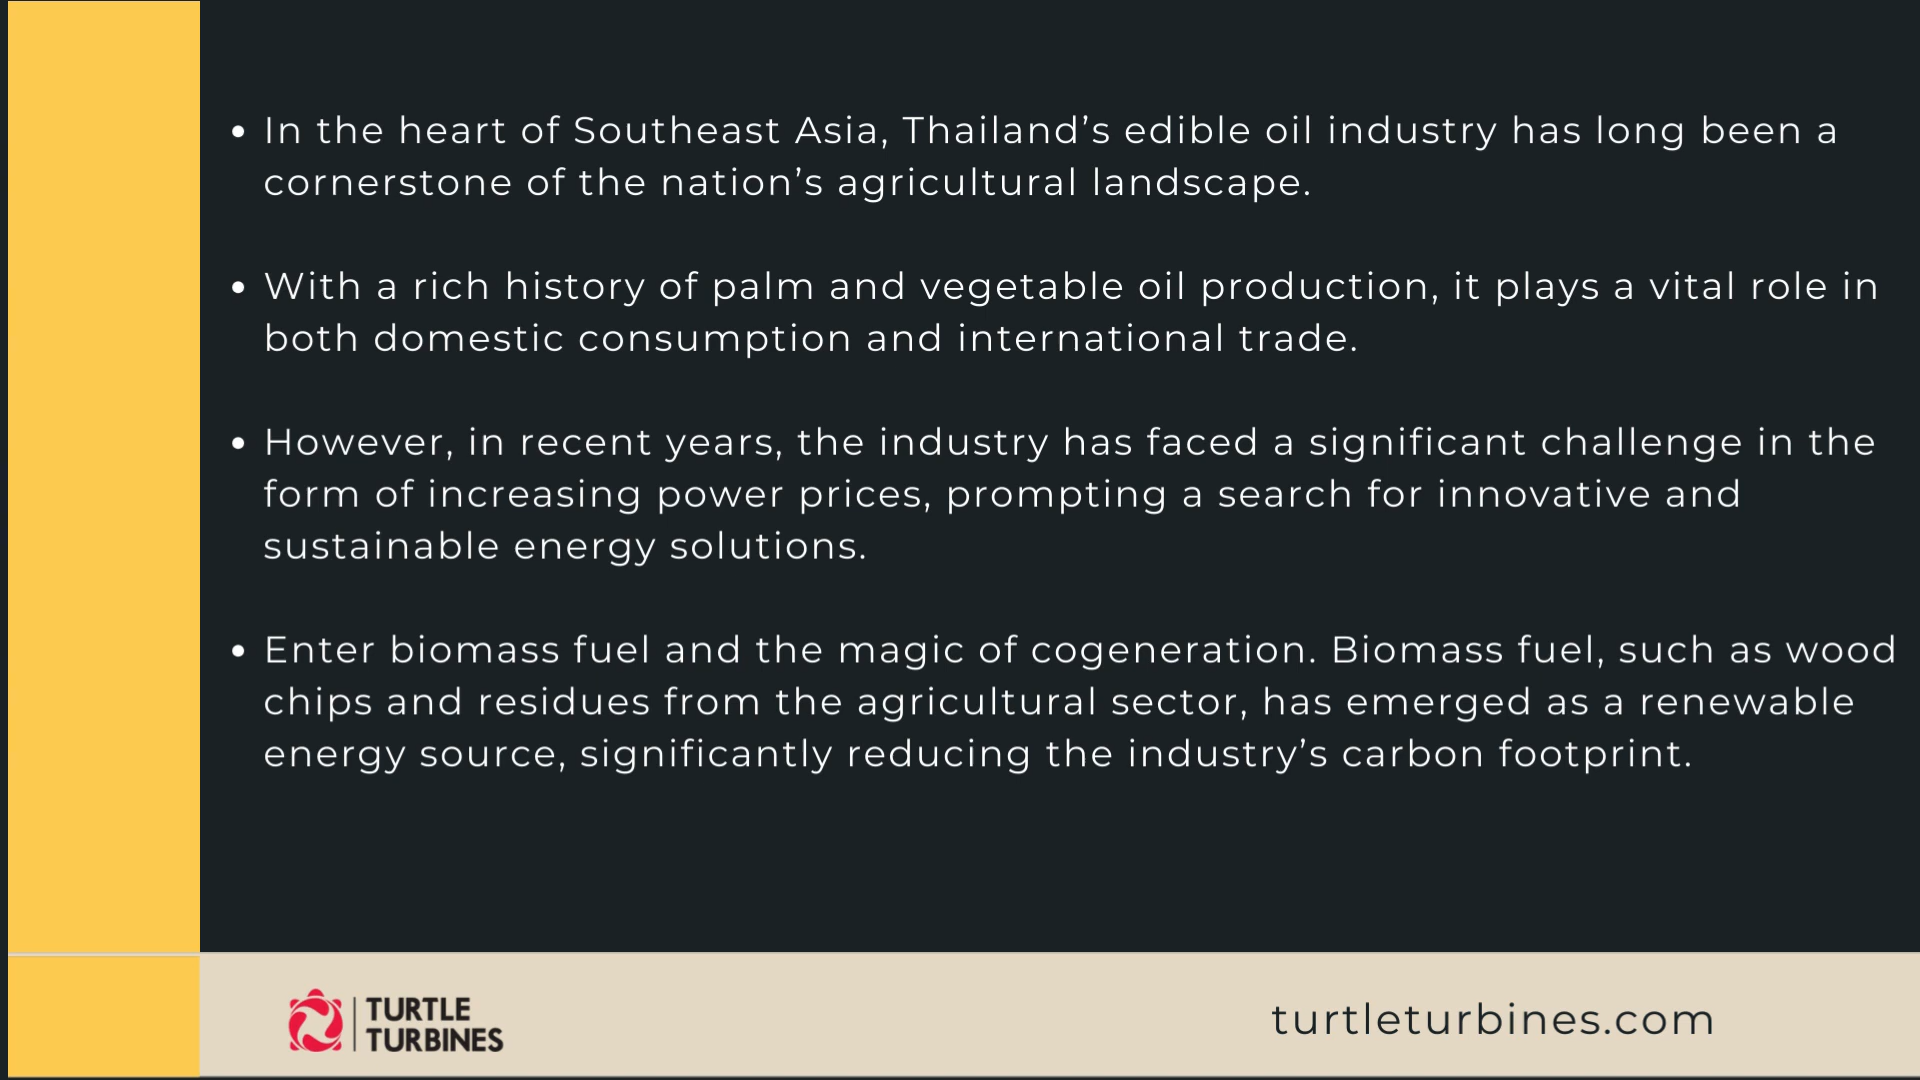 • In the heart of Southeast Asia, Thailand’s edible oil industry has long been a
cornerstone of the nation’s agricultural landscape.
• With a rich history of palm and vegetable oil production, it plays a vital role in
both domestic consumption and international trade.
• However, in recent years, the industry has faced a significant challenge in the
form of increasing power prices, prompting a search for innovative and
sustainable energy solutions.
• Enter biomass fuel and the magic of cogeneration. Biomass fuel, such as wood
chips and residues from the agricultural sector, has emerged as a renewable
energy source, significantly reducing the industry’s carbon footprint.
TURTLE
TURBINES
turtleturbines.com